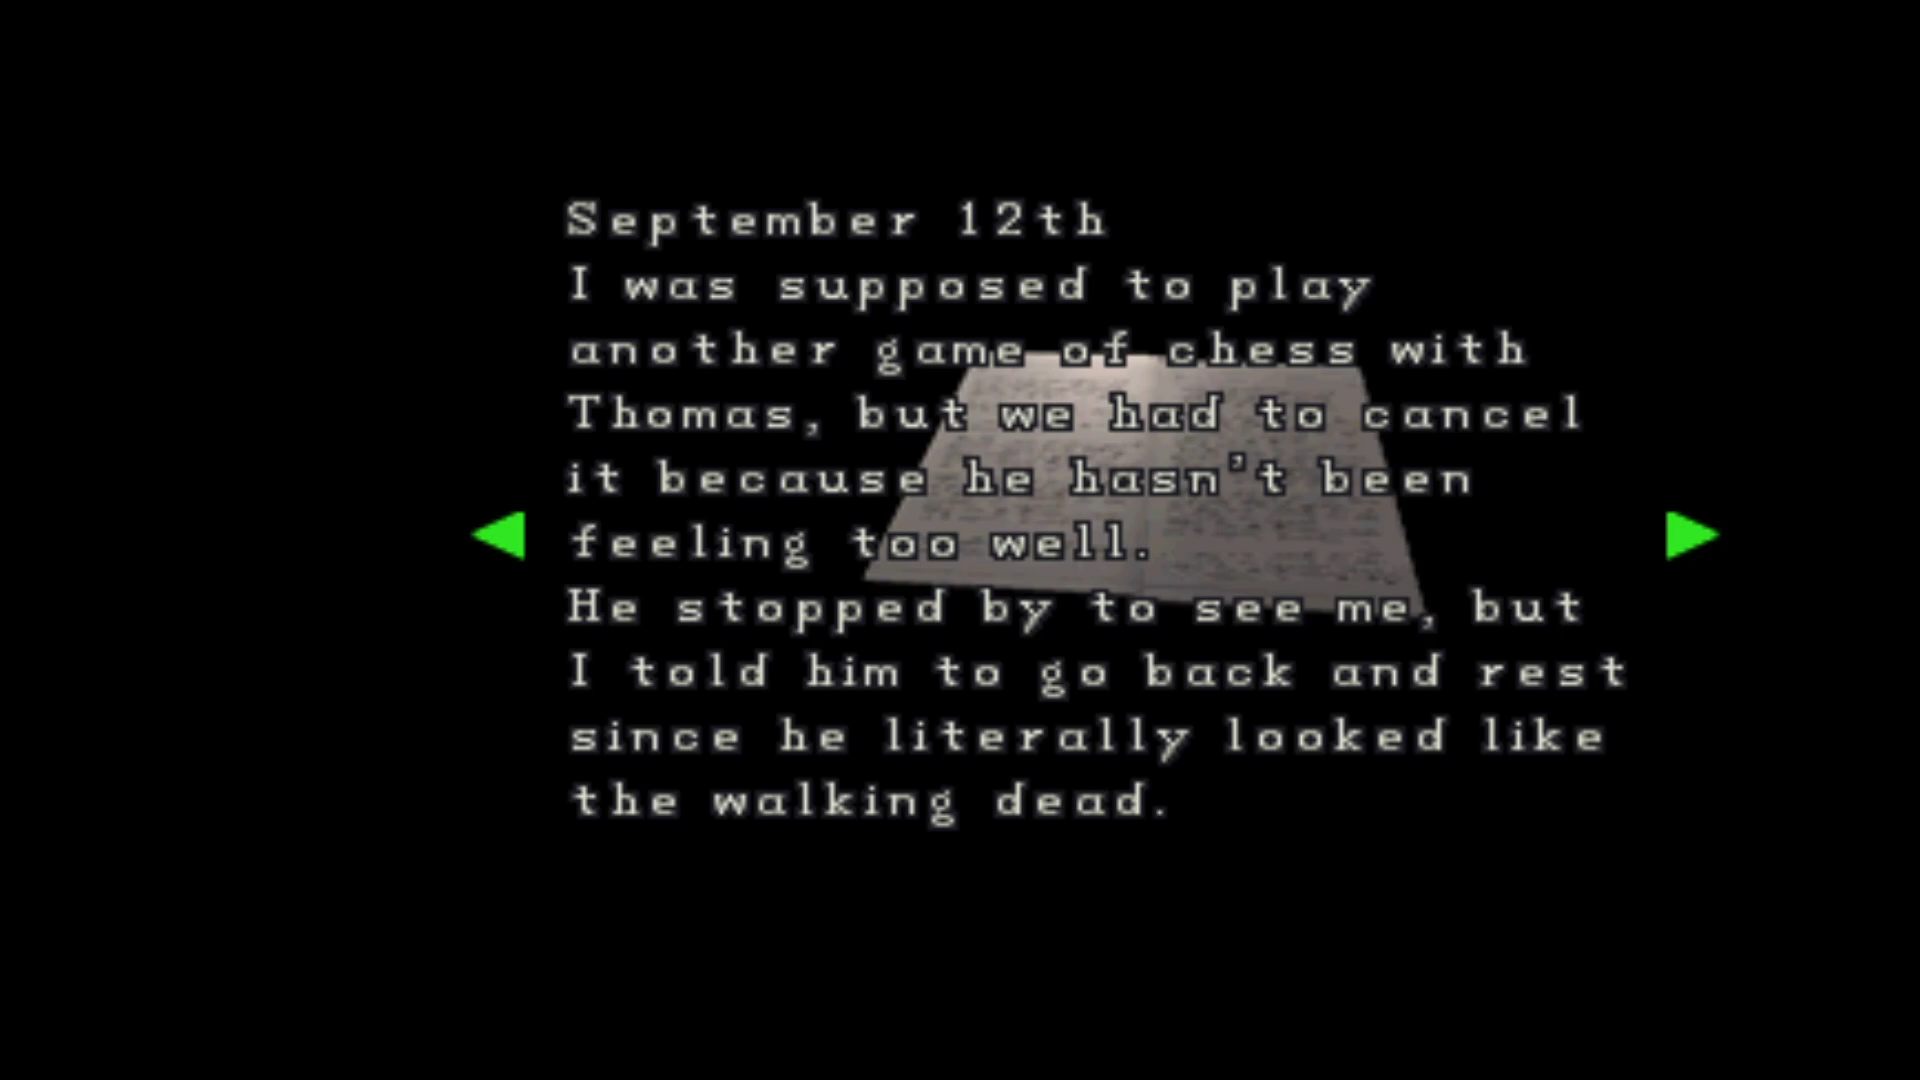 September 12th
I was supposed to play
another game of chess with
Thomas, but we had to cancel
it because he hasn't been
feeling too well.
He stopped by to see me, but
I told him to go back and rest
since he literally looked like
the walking dead.